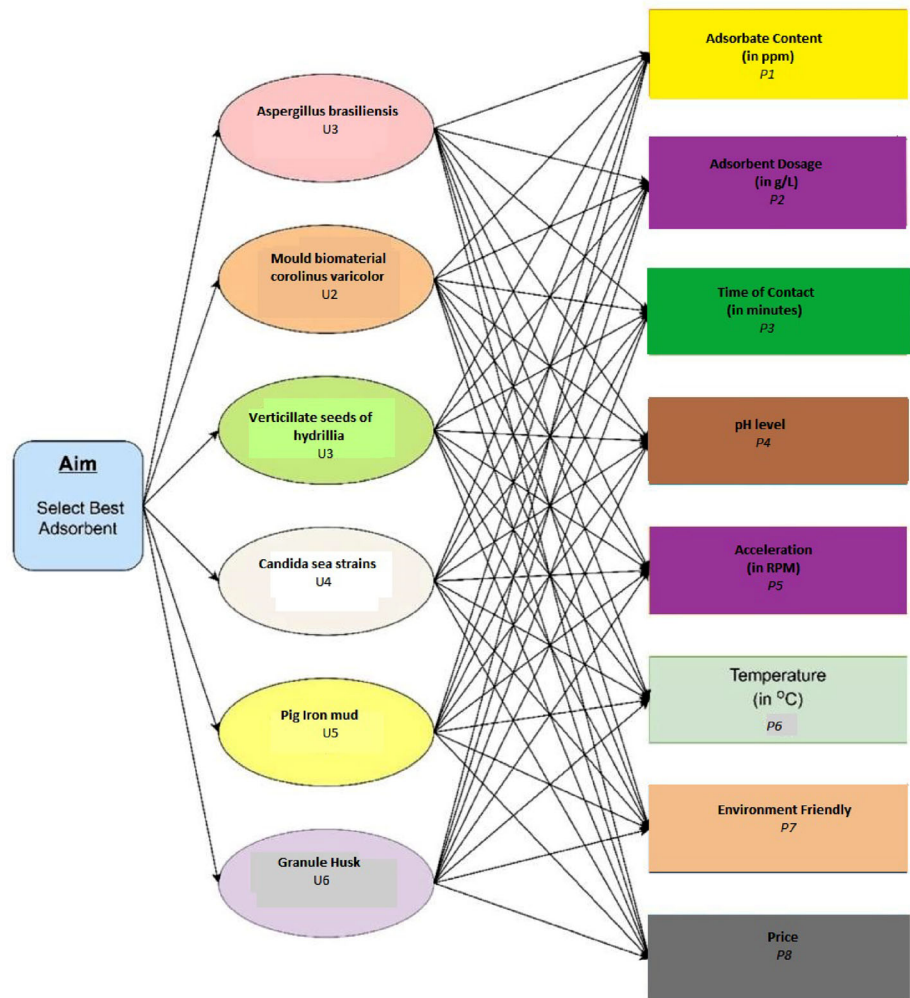 Aim
Select Best
Adsorbent
Aspergillus brasiliensis
U3
Mould biomaterial
corolinus varicolor
U2
Verticillate seeds of
hydrillia
U3
Candida sea strains
U4
Pig Iron mud
U5
Granule Husk
U6
Adsorbate Content
(in ppm)
P1
Adsorbent Dosage
(in g/L)
P2
Time of Contact
(in minutes)
P3
pH level
P4
Acceleration
(in RPM)
P5
Temperature
(in °C)
P6
Environment Friendly
P7
Price
P8